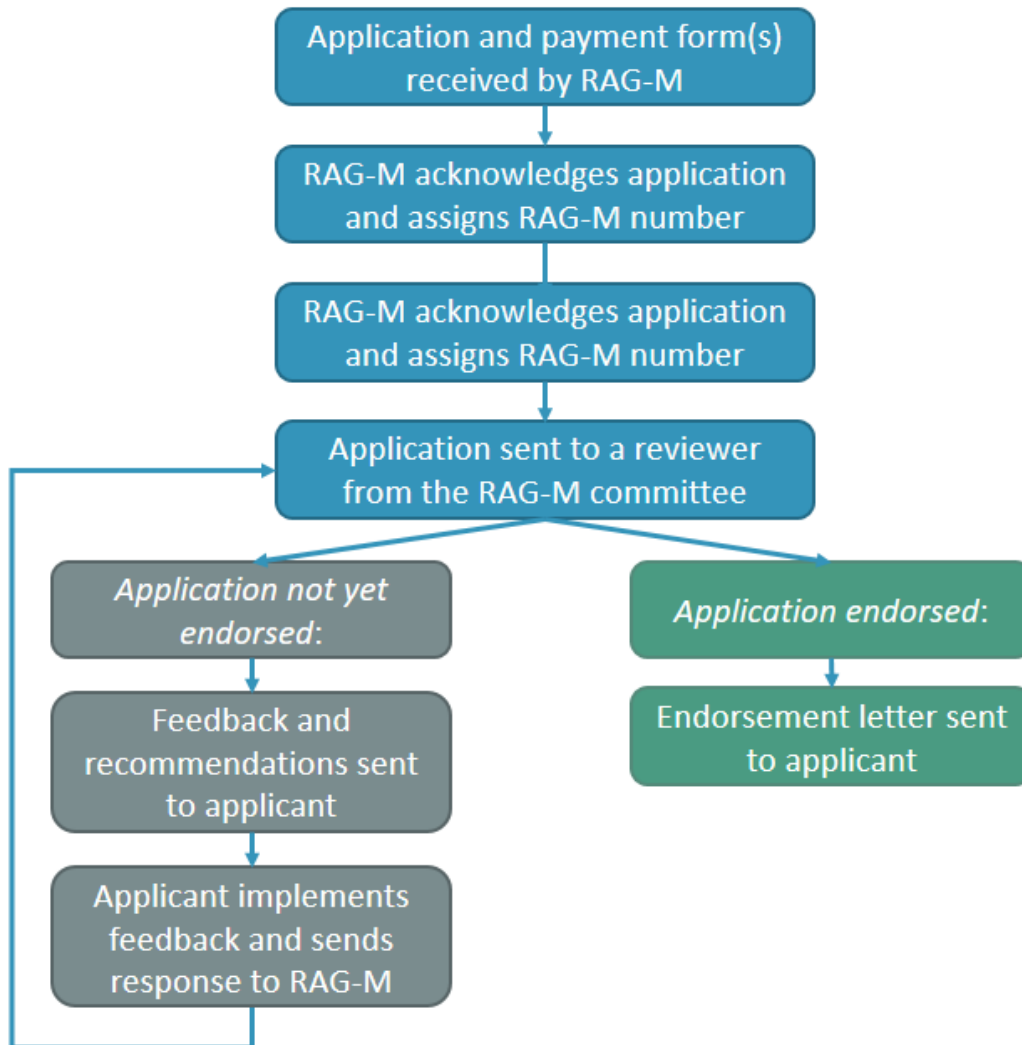 Application and payment form(s)
received by RAG-M
RAG-M acknowledges application
and assigns RAG-M number
RAG-M acknowledges application
and assigns RAG-M number
Application sent to a reviewer
from the RAG-M committee
Application not yet
endorsed:
Feedback and
recommendations sent
to applicant
Applicant implements
feedback and sends
response to RAG-M
Application endorsed:
Endorsement letter sent
to applicant